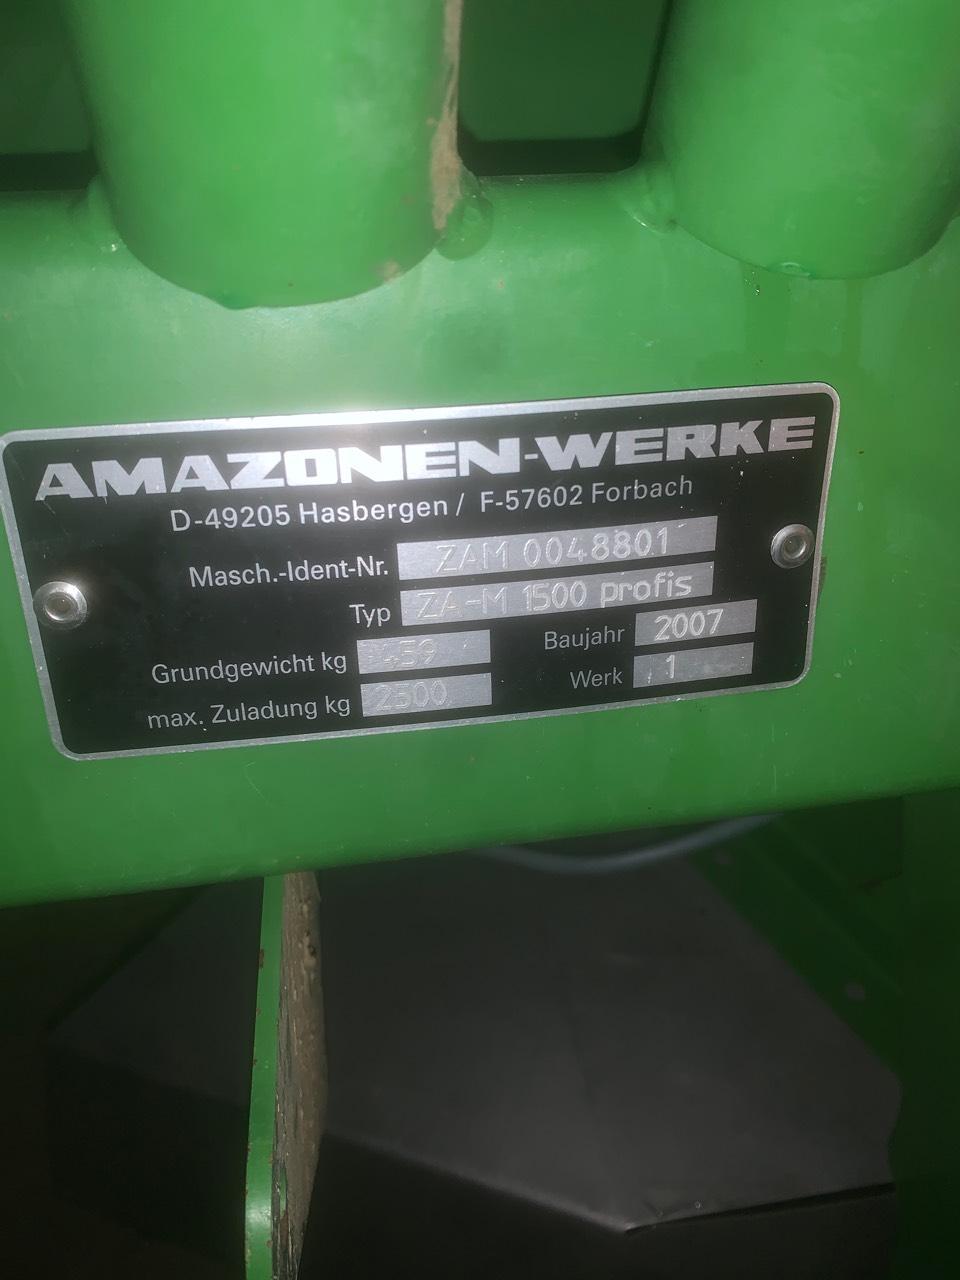 AMAZONEN-WERKE
D-49205 Hasbergen / F-57602 Forbach
Masch.-Ident-Nr. ZAM 0048801
Typ ZA-M 1500 profis
Grundgewicht kg 459
Baujahr 2007
max. Zuladung kg 2500
Werk 1